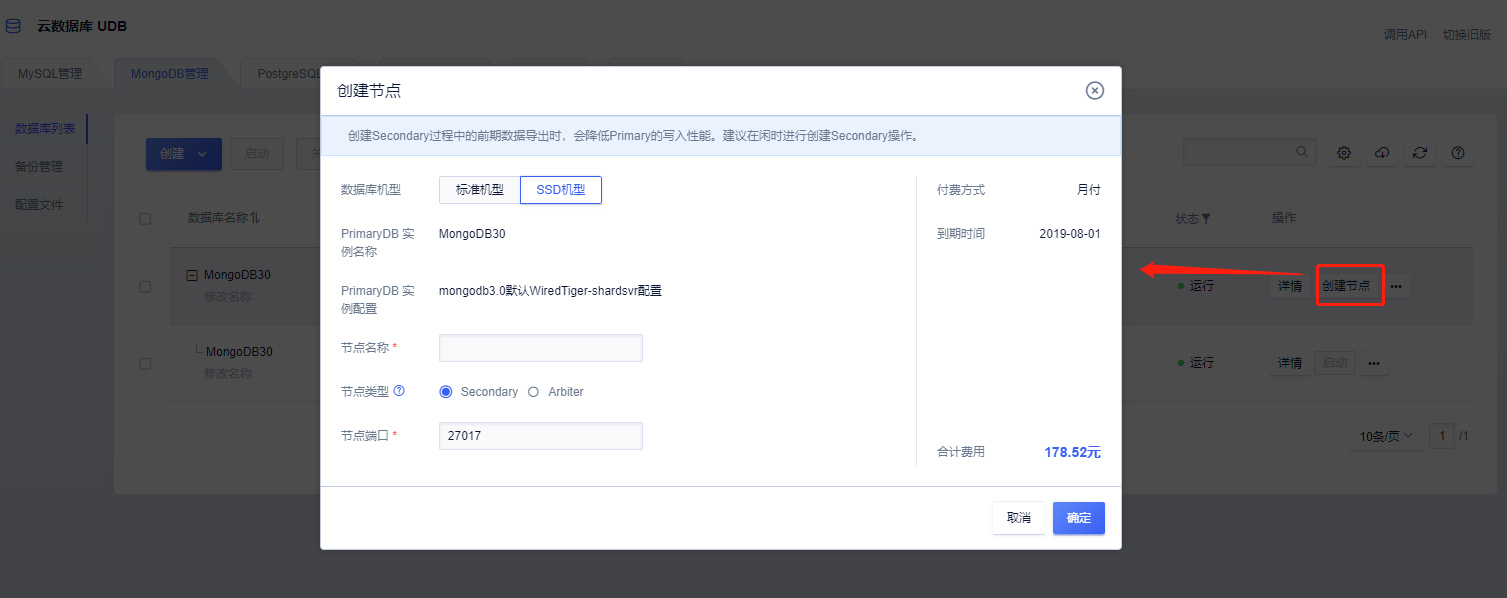 云数据库 UDB
调用API 切换旧版
MySQL管理 MongoDB管理 PostgreSQL
创建节点
数据库列表
创建Secondary过程中的前期数据导出时，会降低Primary的写入性能。建议在闲时进行创建Secondary操作。
创建 启动
备份管理
数据库机型 标准机型 SSD机型 付费方式 月付
配置文件
数据库名称 状态 操作
PrimaryDB 实例名称 MongoDB30 到期时间 2019-08-01
MongoDB30
修改名称
运行 详情 创建节点
PrimaryDB 实例配置 mongodb3.0默认WiredTiger-shardsvr配置
节点名称 *
MongoDB30
修改名称
运行 详情 启动
节点类型 Secondary Arbiter
节点端口 * 27017
10条/页 1 /1
合计费用 178.52元
取消 确定